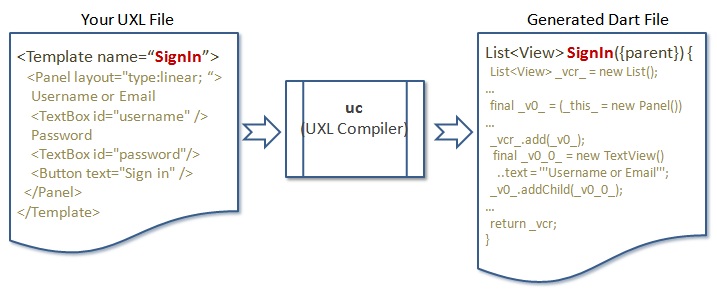 Your UXL File
<Template name=“SignIn”>
<Panel layout="type:linear; “>
Username or Email
<TextBox id="username" />
Password
<TextBox id="password"/>
<Button text="Sign in" />
</Panel>
</Template>
uc
(UXL Compiler)
Generated Dart File
List<View> SignIn({parent}) {
List<View> _vcr_ = new List();
...
final _v0_ = (_this_ = new Panel())
...
_vcr_.add(_v0_);
final _v0_0_ = new TextView()
..text = '''Username or Email''';
_v0_.addChild(_v0_0_);
...
return _vcr;
}